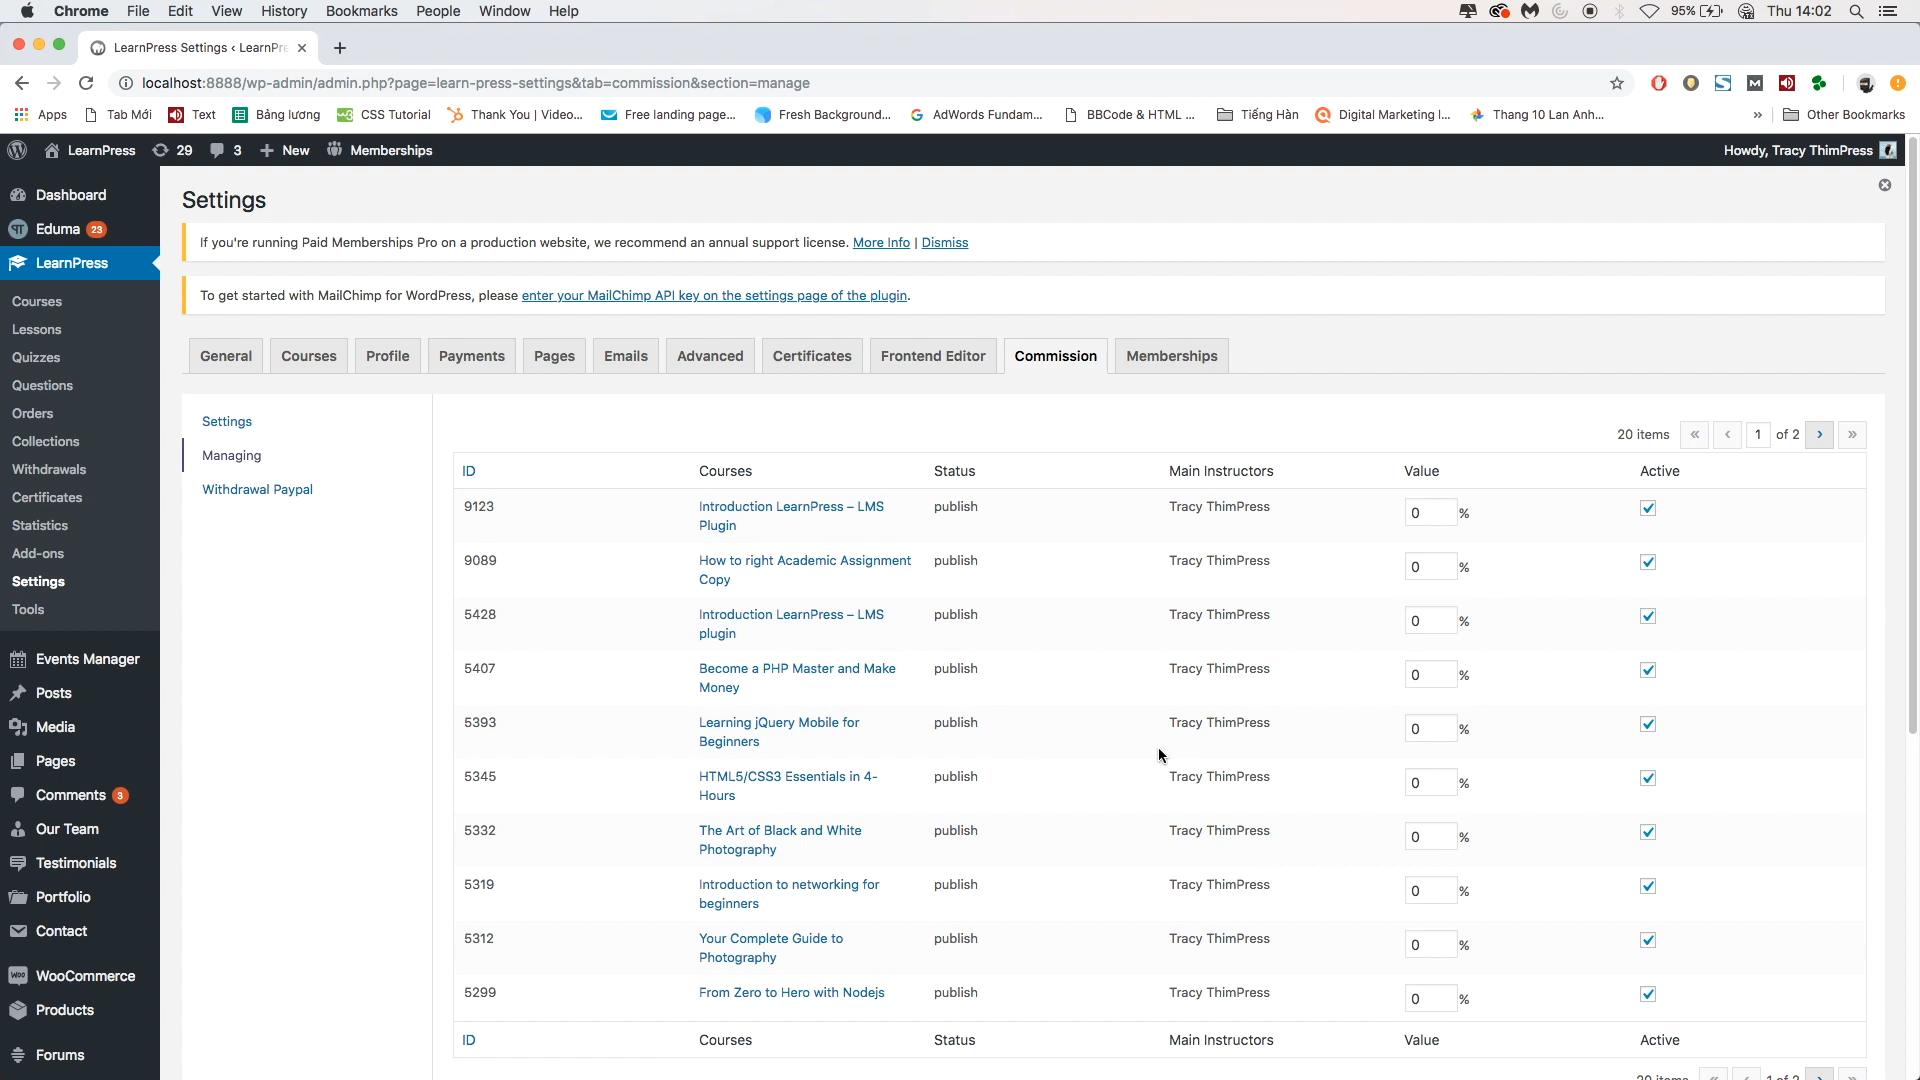 Chrome File Edit View History Bookmarks People Window Help 95% Thu 14:02
LearnPress Settings ‹ LearnPre
localhost:8888/wp-admin/admin.php?page=learn-press-settings&tab=commission&section=manage
Apps Tab Mới Text Bảng lương CSS Tutorial Thank You | Video... Free landing page... Fresh Background... AdWords Fundam... BBCode & HTML ... Tiếng Hàn Digital Marketing I... Thang 10 Lan Anh... » Other Bookmarks
LearnPress 29 3 New Memberships Howdy, Tracy ThimPress
Dashboard
Eduma 23
LearnPress
Courses
Lessons
Quizzes
Questions
Orders
Collections
Withdrawals
Certificates
Statistics
Add-ons
Settings
Tools
Events Manager
Posts
Media
Pages
Comments 3
Our Team
Testimonials
Portfolio
Contact
WooCommerce
Products
Forums
Settings
If you're running Paid Memberships Pro on a production website, we recommend an annual support license. More Info | Dismiss
To get started with MailChimp for WordPress, please enter your MailChimp API key on the settings page of the plugin.
General Courses Profile Payments Pages Emails Advanced Certificates Frontend Editor Commission Memberships
Settings
Managing
Withdrawal Paypal
20 items « ‹ 1 of 2 › »
ID Courses Status Main Instructors Value Active
9123 Introduction LearnPress – LMS publish Tracy ThimPress 0 %
Plugin
9089 How to right Academic Assignment publish Tracy ThimPress 0 %
Copy
5428 Introduction LearnPress – LMS publish Tracy ThimPress 0 %
plugin
5407 Become a PHP Master and Make publish Tracy ThimPress 0 %
Money
5393 Learning jQuery Mobile for publish Tracy ThimPress 0 %
Beginners
5345 HTML5/CSS3 Essentials in 4- publish Tracy ThimPress 0 %
Hours
5332 The Art of Black and White publish Tracy ThimPress 0 %
Photography
5319 Introduction to networking for publish Tracy ThimPress 0 %
beginners
5312 Your Complete Guide to publish Tracy ThimPress 0 %
Photography
5299 From Zero to Hero with Nodejs publish Tracy ThimPress 0 %
ID Courses Status Main Instructors Value Active
20 items « ‹ 1 of 2 › »